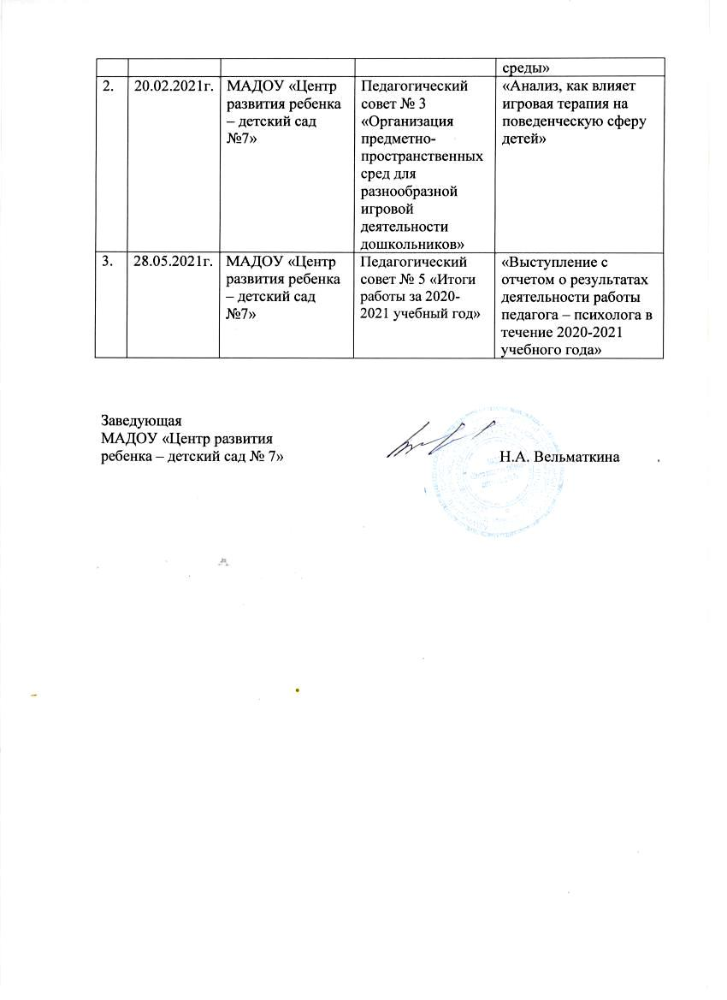 среды»
2.
20.02.2021г.
МАДОУ «Центр
развития ребенка
– детский сад
№7»
Педагогический
совет № 3
«Организация
предметно-
пространственных
сред для
разнообразной
игровой
деятельности
дошкольников»
«Анализ, как влияет
игровая терапия на
поведенческую сферу
детей»
3.
28.05.2021г.
МАДОУ «Центр
развития ребенка
– детский сад
№7»
Педагогический
совет № 5 «Итоги
работы за 2020-
2021 учебный год»
«Выступление с
отчетом о результатах
деятельности работы
педагога – психолога в
течение 2020-2021
учебного года»
Заведующая
МАДОУ «Центр развития
ребенка – детский сад № 7»
Н.А. Вельматкина